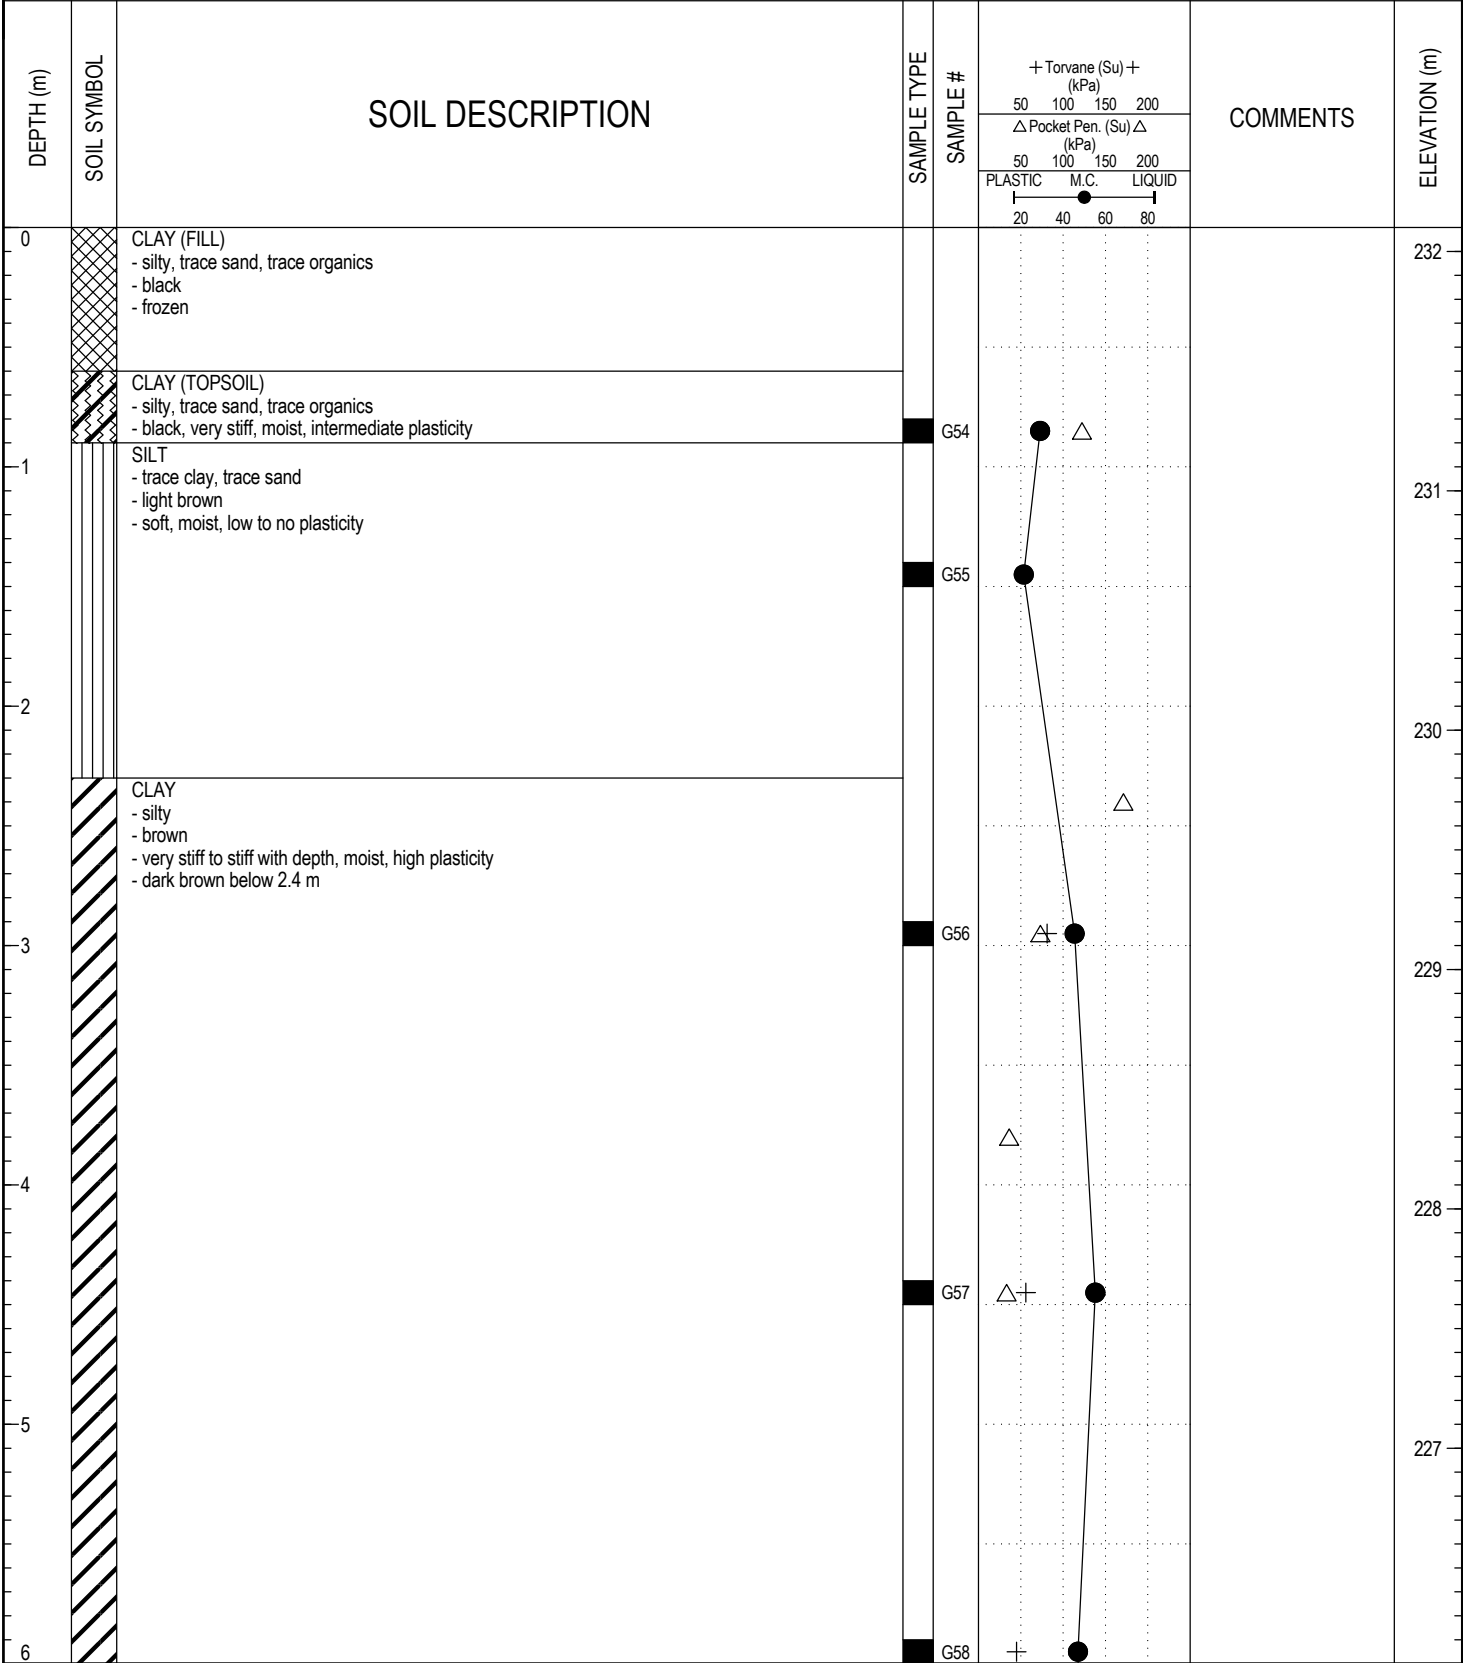 DEPTH (m)
SOIL SYMBOL
SOIL DESCRIPTION
SAMPLE TYPE
SAMPLE #
+ Torvane (Su) +
(kPa)
50 100 150 200
△ Pocket Pen. (Su) △
(kPa)
50 100 150 200
PLASTIC M.C. LIQUID
20 40 60 80
COMMENTS
ELEVATION (m)
0
CLAY (FILL)
- silty, trace sand, trace organics
- black
- frozen
232
CLAY (TOPSOIL)
- silty, trace sand, trace organics
- black, very stiff, moist, intermediate plasticity
G54
SILT
- trace clay, trace sand
- light brown
- soft, moist, low to no plasticity
1
231
G55
2
230
CLAY
- silty
- brown
- very stiff to stiff with depth, moist, high plasticity
- dark brown below 2.4 m
G56
3
229
4
228
G57
5
227
G58
6